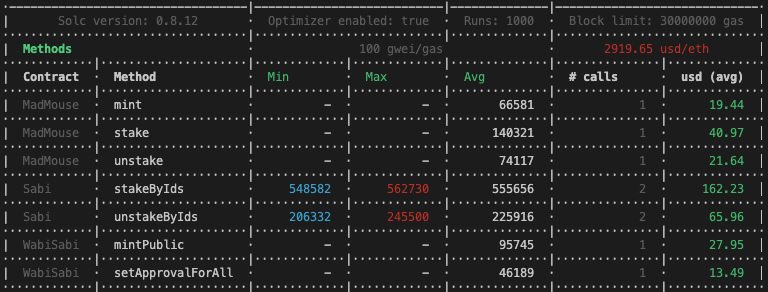 Solc version: 0.8.12 Optimizer enabled: true Runs: 1000 Block limit: 30000000 gas
Methods 100 gwei/gas 2919.65 usd/eth
Contract Method Min Max Avg # calls usd (avg)
MadMouse mint - - 66581 1 19.44
MadMouse stake - - 140321 1 40.97
MadMouse unstake - - 74117 1 21.64
Sabi stakeByIds 548582 562730 555656 2 162.23
Sabi unstakeByIds 206332 245500 225916 2 65.96
WabiSabi mintPublic - - 95745 1 27.95
WabiSabi setApprovalForAll - - 46189 1 13.49